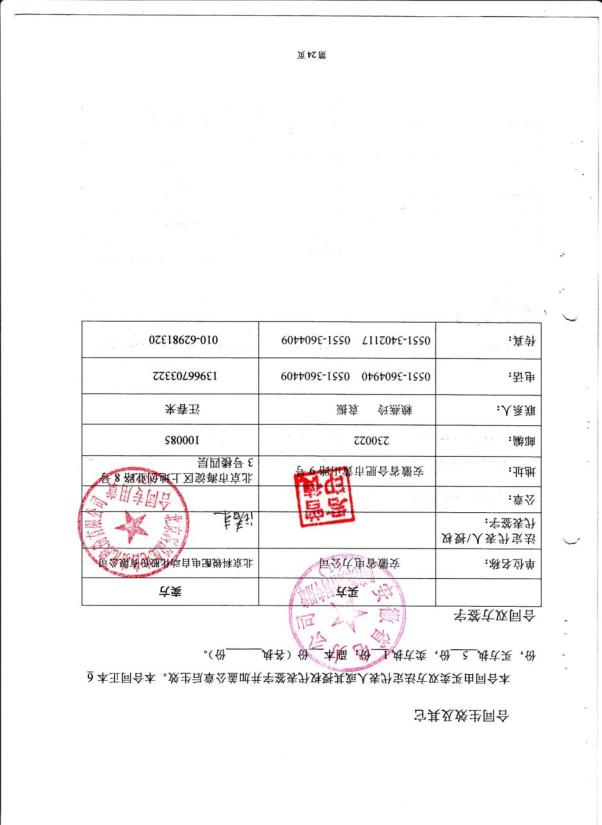 合同生效及其它
本合同由买卖双方法定代表人或其授权代表签字并加盖公章后生效。本合同正本 6
份，买方执 5 份，卖方执 1 份，副本 份（各执 份）。
合同双方签字
买方 卖方
单位名称： 安徽省电力公司 北京科锐配电自动化股份有限公司
法定代表人/授权
代表签字：
公章：
地址： 安徽省合肥市黄山路 9 号 北京市海淀区上地创业路 8 号
3 号楼四层
邮编： 230022 100085
联系人： 赖燕玲 袁振 汪春来
电话： 0551-3604940 0551-3604409 13966703322
传真： 0551-3402117 0551-3604409 010-62981320
合同专用章
第 24 页